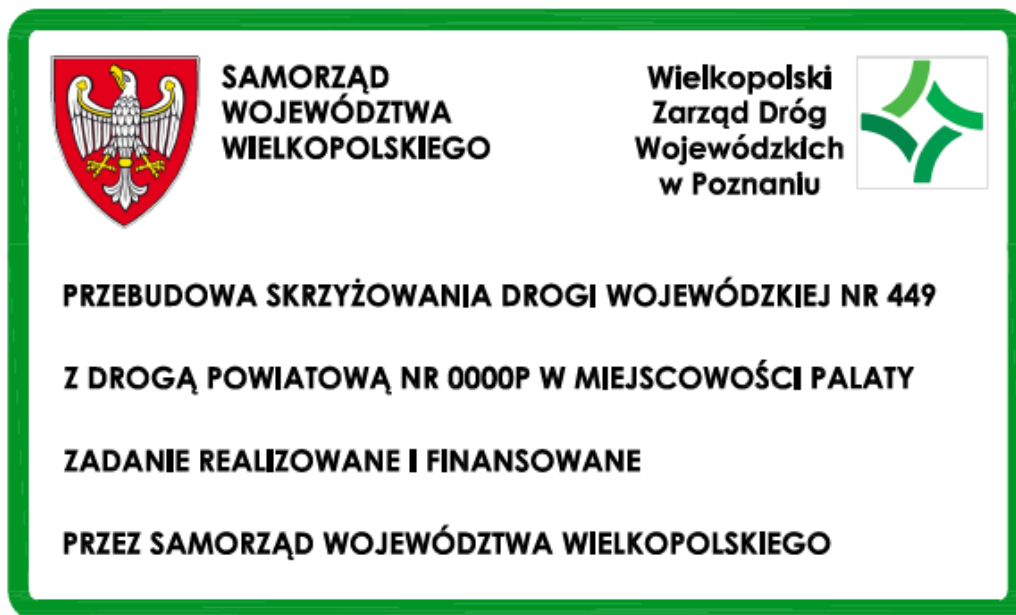 SAMORZĄD
WOJEWÓDZTWA
WIELKOPOLSKIEGO
Wielkopolski
Zarząd Dróg
Wojewódzkich
w Poznaniu
PRZEBUDOWA SKRZYŻOWANIA DROGI WOJEWÓDZKIEJ NR 449
Z DROGĄ POWIATOWĄ NR 0000P W MIEJSCOWOŚCI PALATY
ZADANIE REALIZOWANE I FINANSOWANE
PRZEZ SAMORZĄD WOJEWÓDZTWA WIELKOPOLSKIEGO